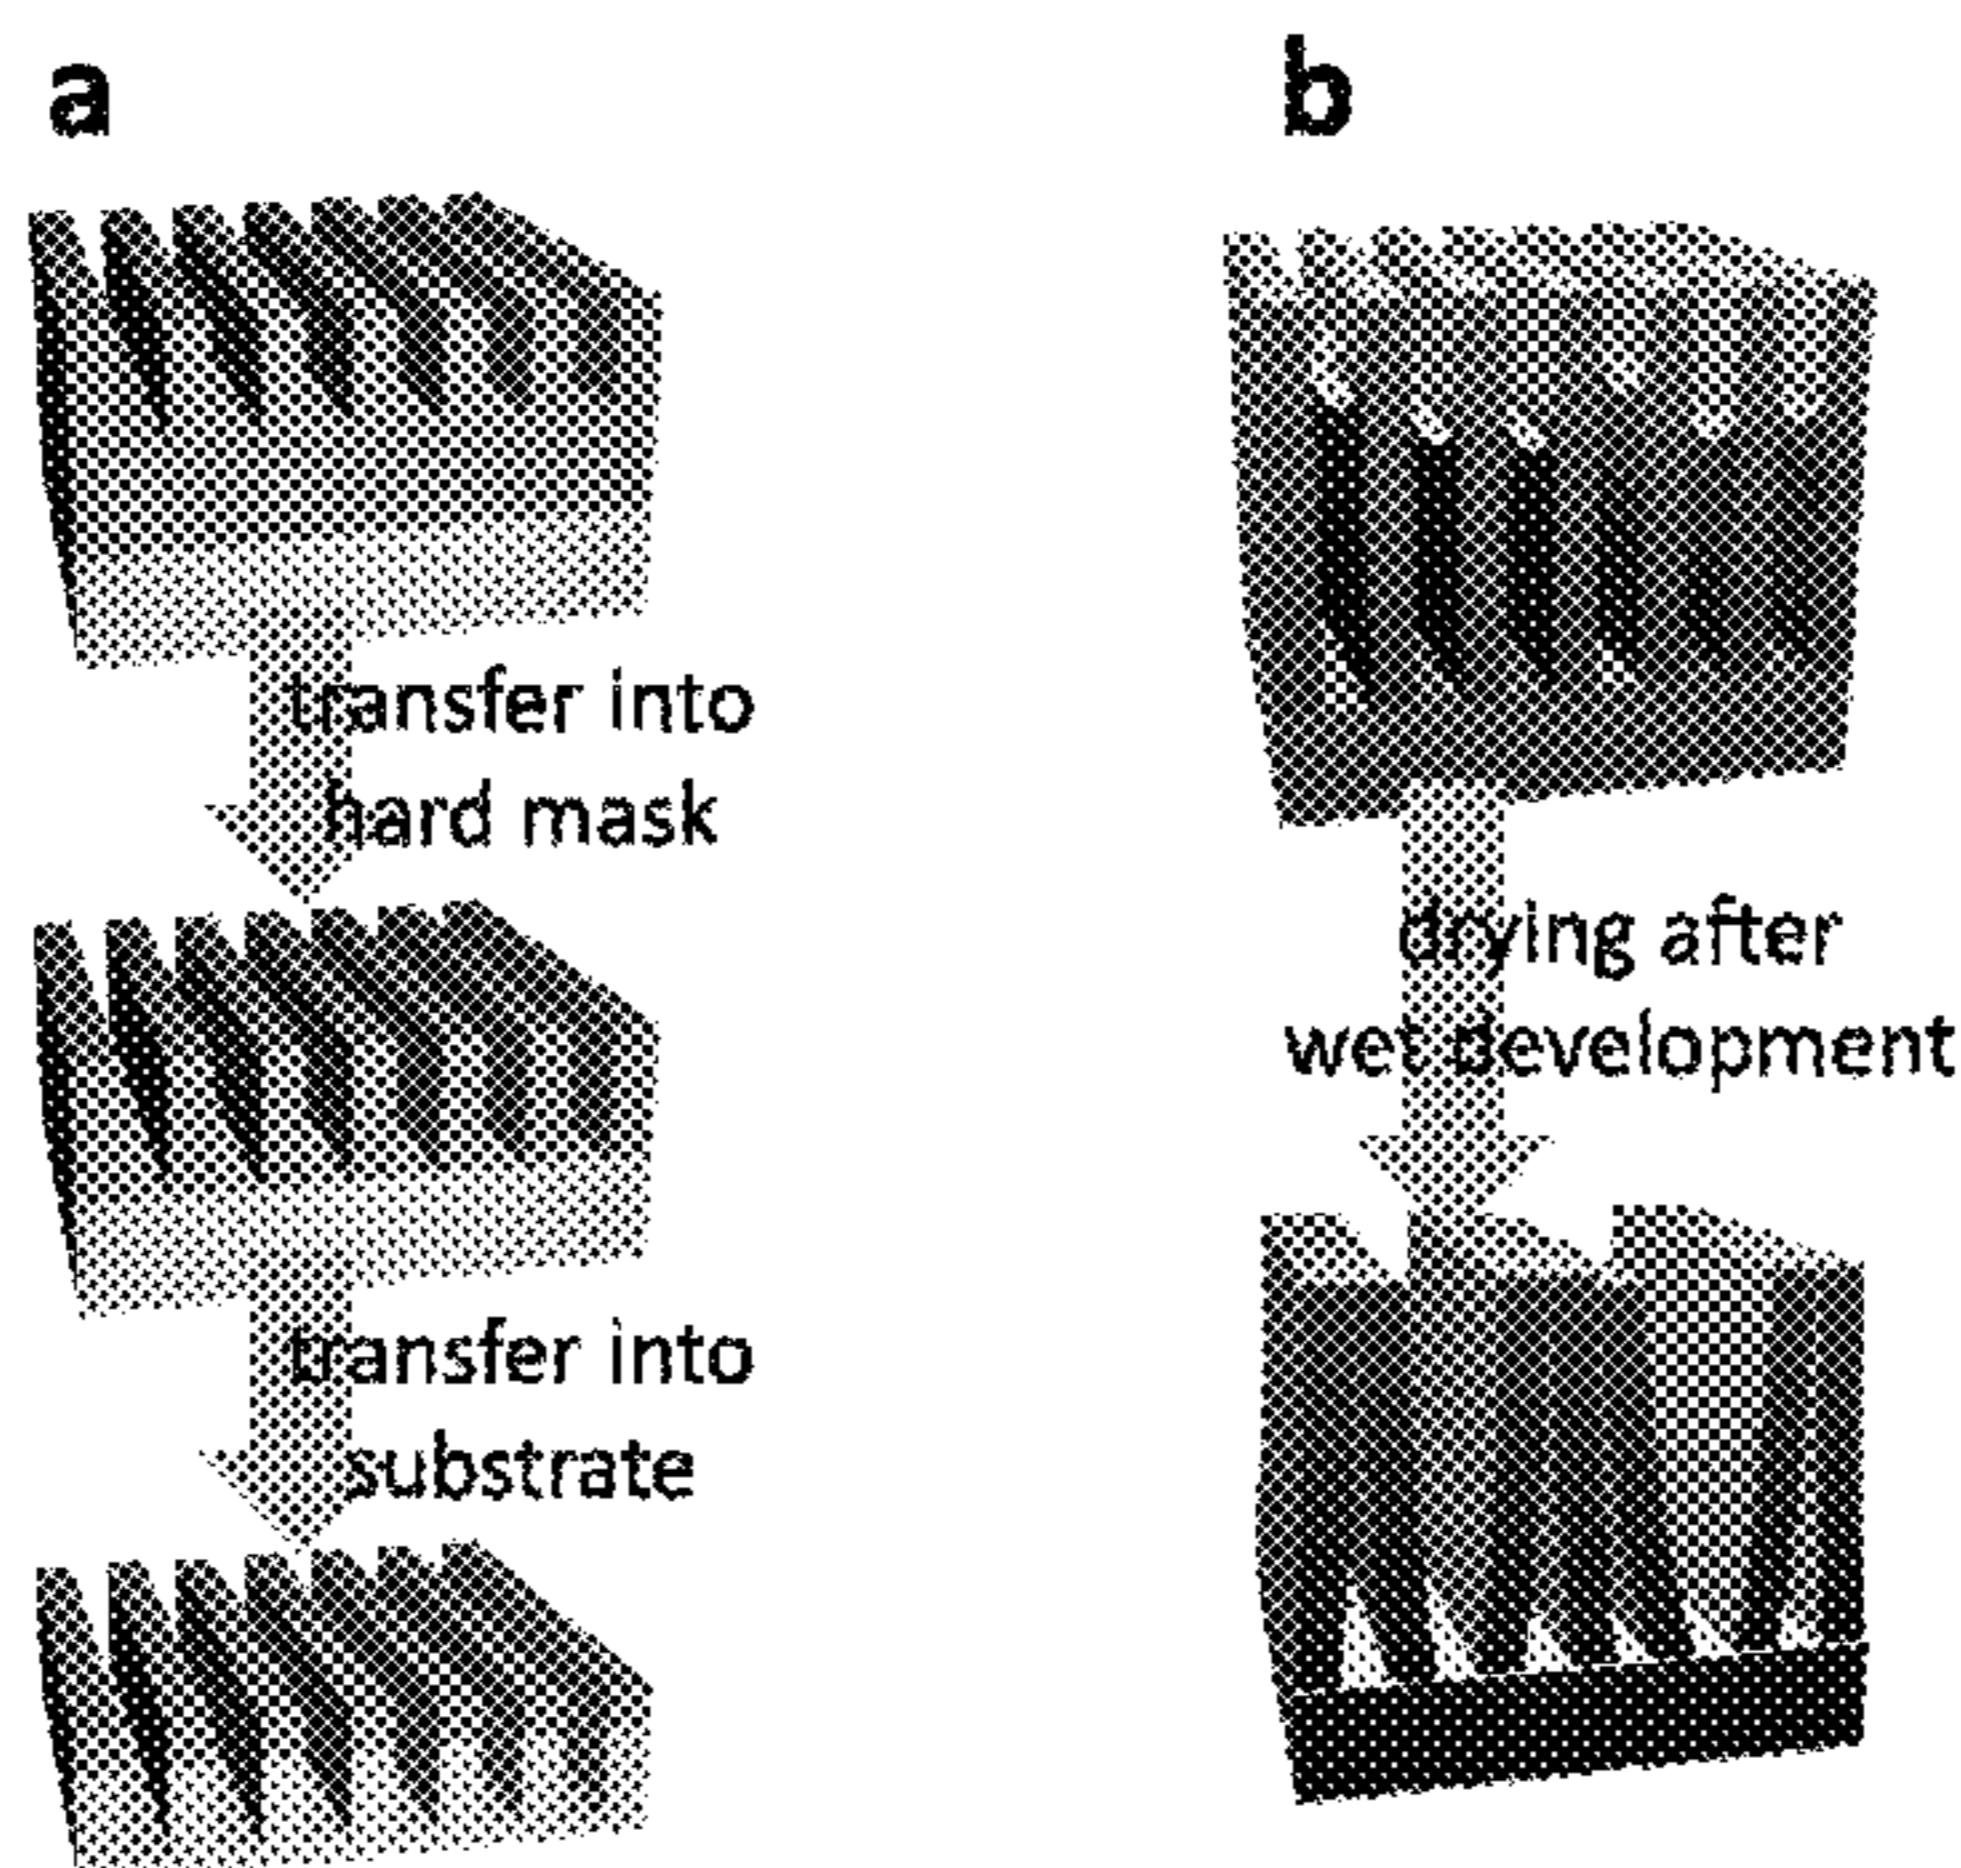 a
transfer into
hard mask
transfer into
substrate
b
drying after
wet development